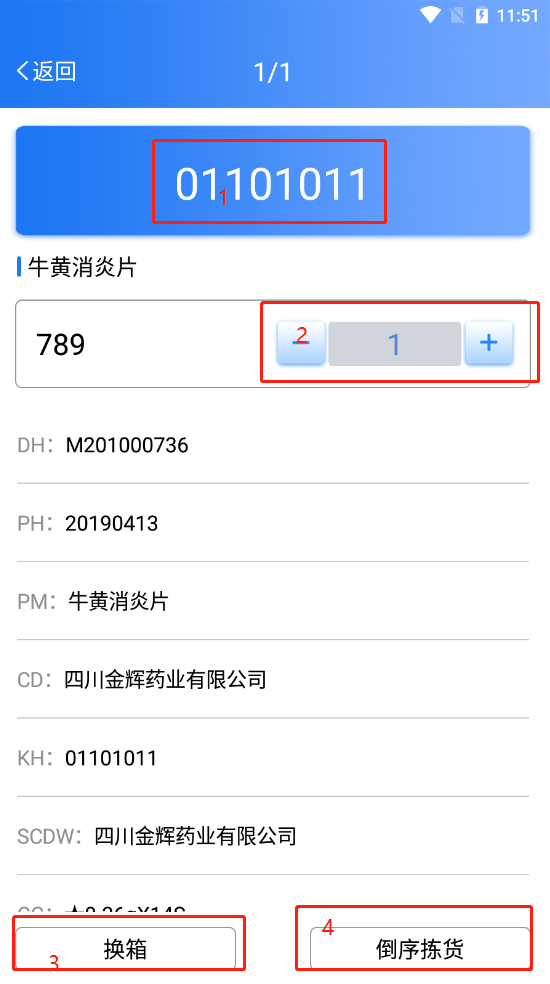 11:51
返回
1/1
01101011
1
牛黄消炎片
789
2
1
+
DH: M201000736
PH: 20190413
PM: 牛黄消炎片
CD: 四川金辉药业有限公司
KH: 01101011
SCDW: 四川金辉药业有限公司
换箱
3
倒序拣货
4